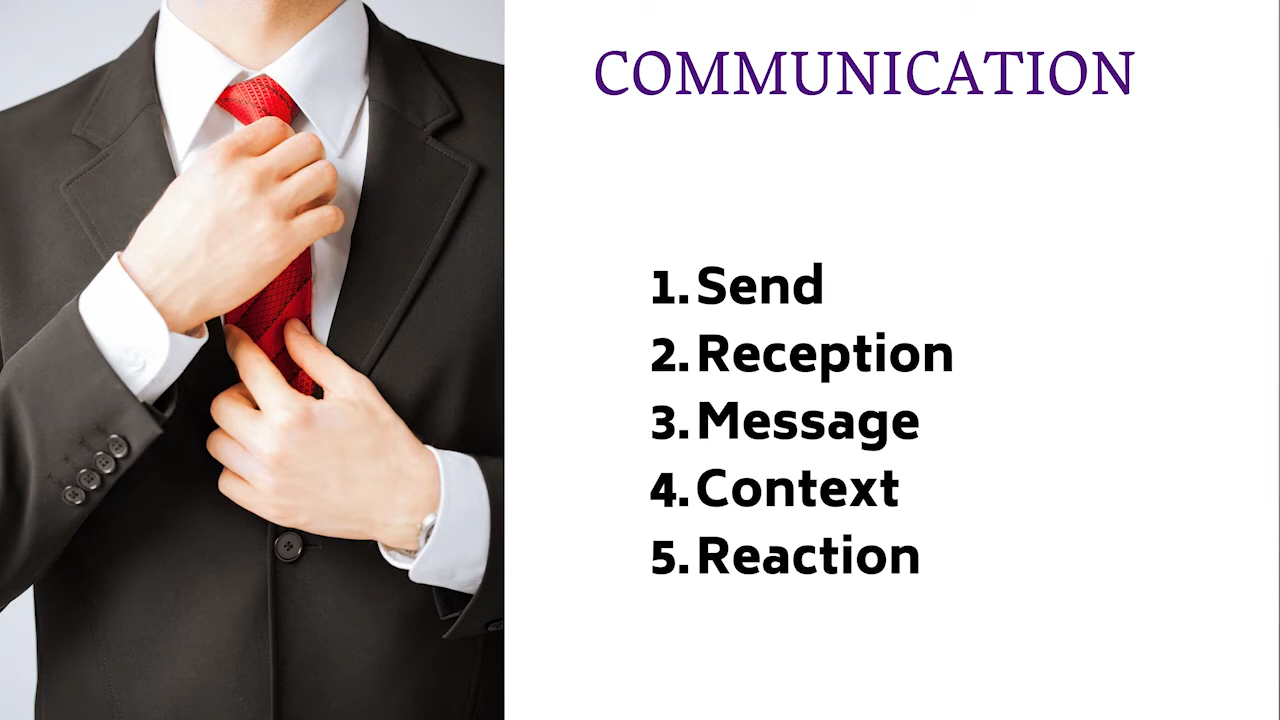 COMMUNICATION
1. Send
2. Reception
3. Message
4. Context
5. Reaction